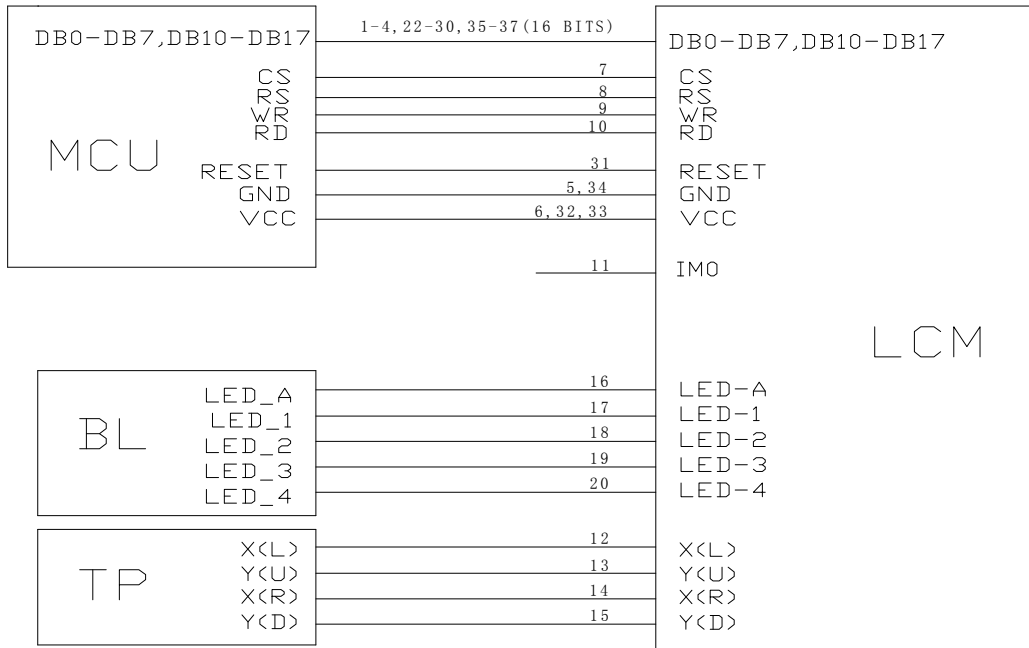 DB0-DB7,DB10-DB17 1-4,22-30,35-37(16 BITS) DB0-DB7,DB10-DB17
CS 7 CS
RS 8 RS
WR 9 WR
RD 10 RD
MCU
RESET 31 RESET
GND 5,34 GND
VCC 6,32,33 VCC
11 IM0
LCM
LED_A 16 LED-A
LED_1 17 LED-1
BL
LED_2 18 LED-2
LED_3 19 LED-3
LED_4 20 LED-4
X(L) 12 X(L)
Y(U) 13 Y(U)
TP
X(R) 14 X(R)
Y(D) 15 Y(D)